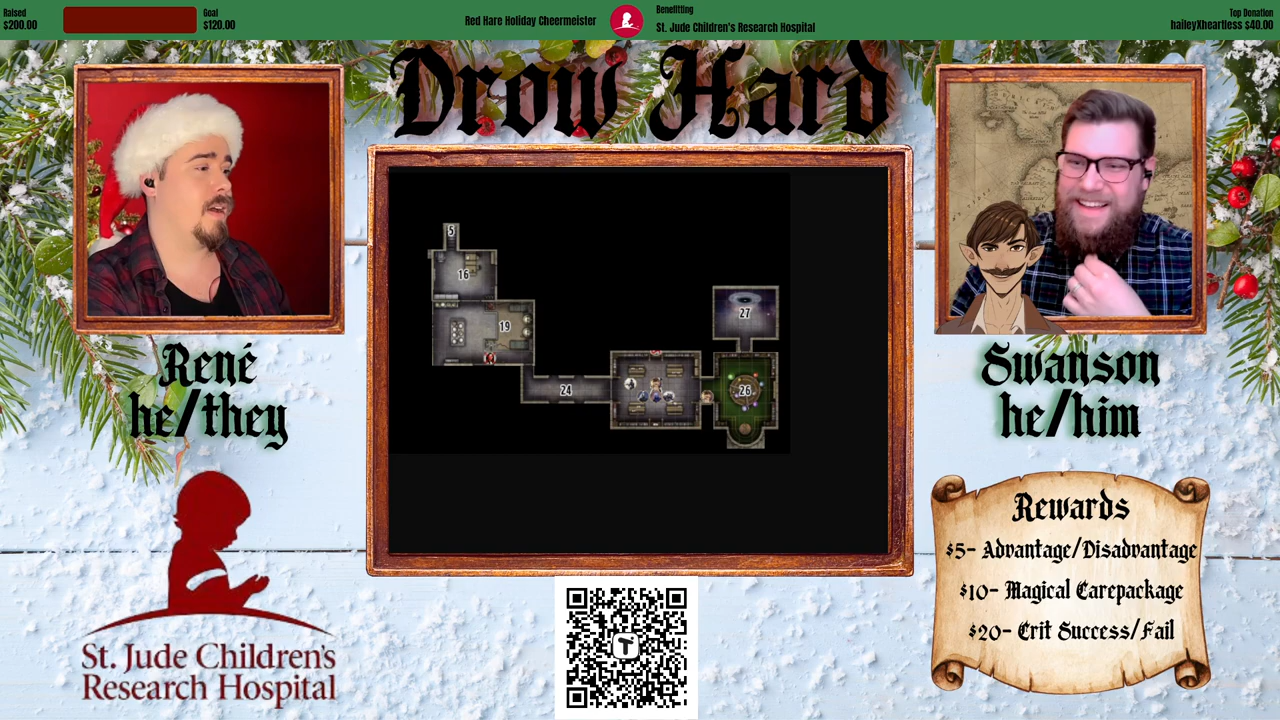 Raised
$200.00
Goal
$120.00
Red Hare Holiday Cheermeister
Benefitting
St. Jude Children's Research Hospital
Top Donation
haileyXheartless $40.00
Drow Hard
5
16
19
24
26
27
René
he/they
Swanson
he/him
St. Jude Children's
Research Hospital
Rewards
$5- Advantage/Disadvantage
$10- Magical Carepackage
$20- Crit Success/Fail
T